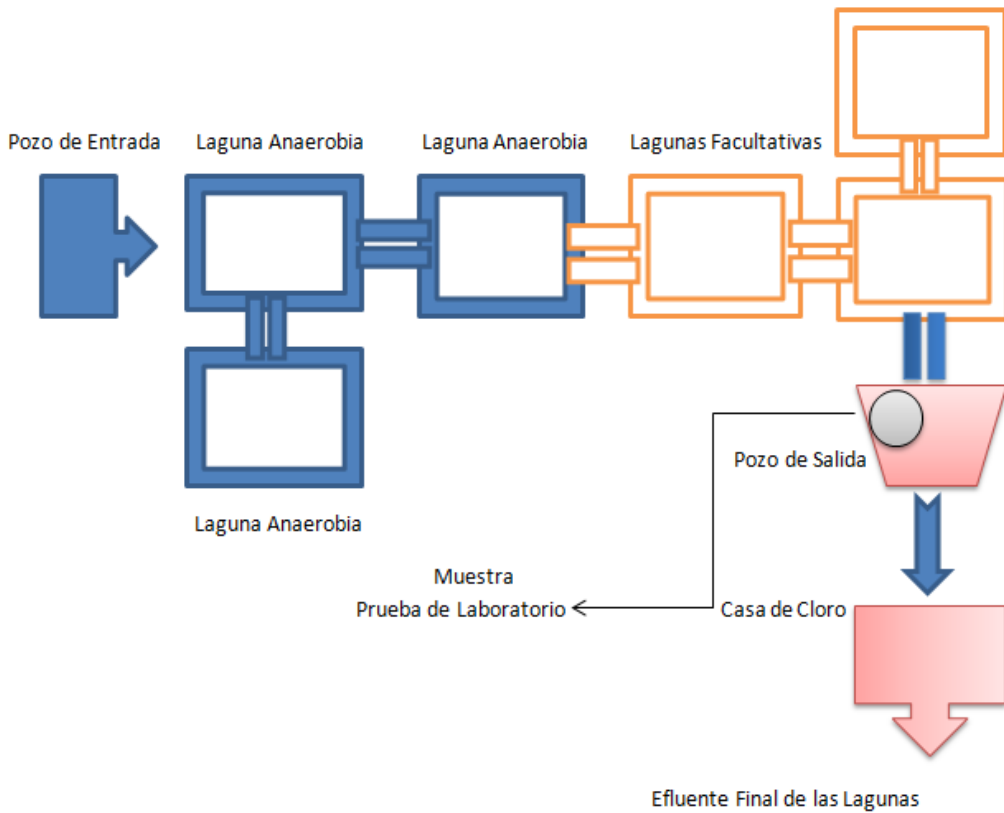 Pozo de Entrada
Laguna Anaerobia
Laguna Anaerobia
Lagunas Facultativas
Laguna Anaerobia
Pozo de Salida
Muestra
Prueba de Laboratorio
Casa de Cloro
Efluente Final de las Lagunas